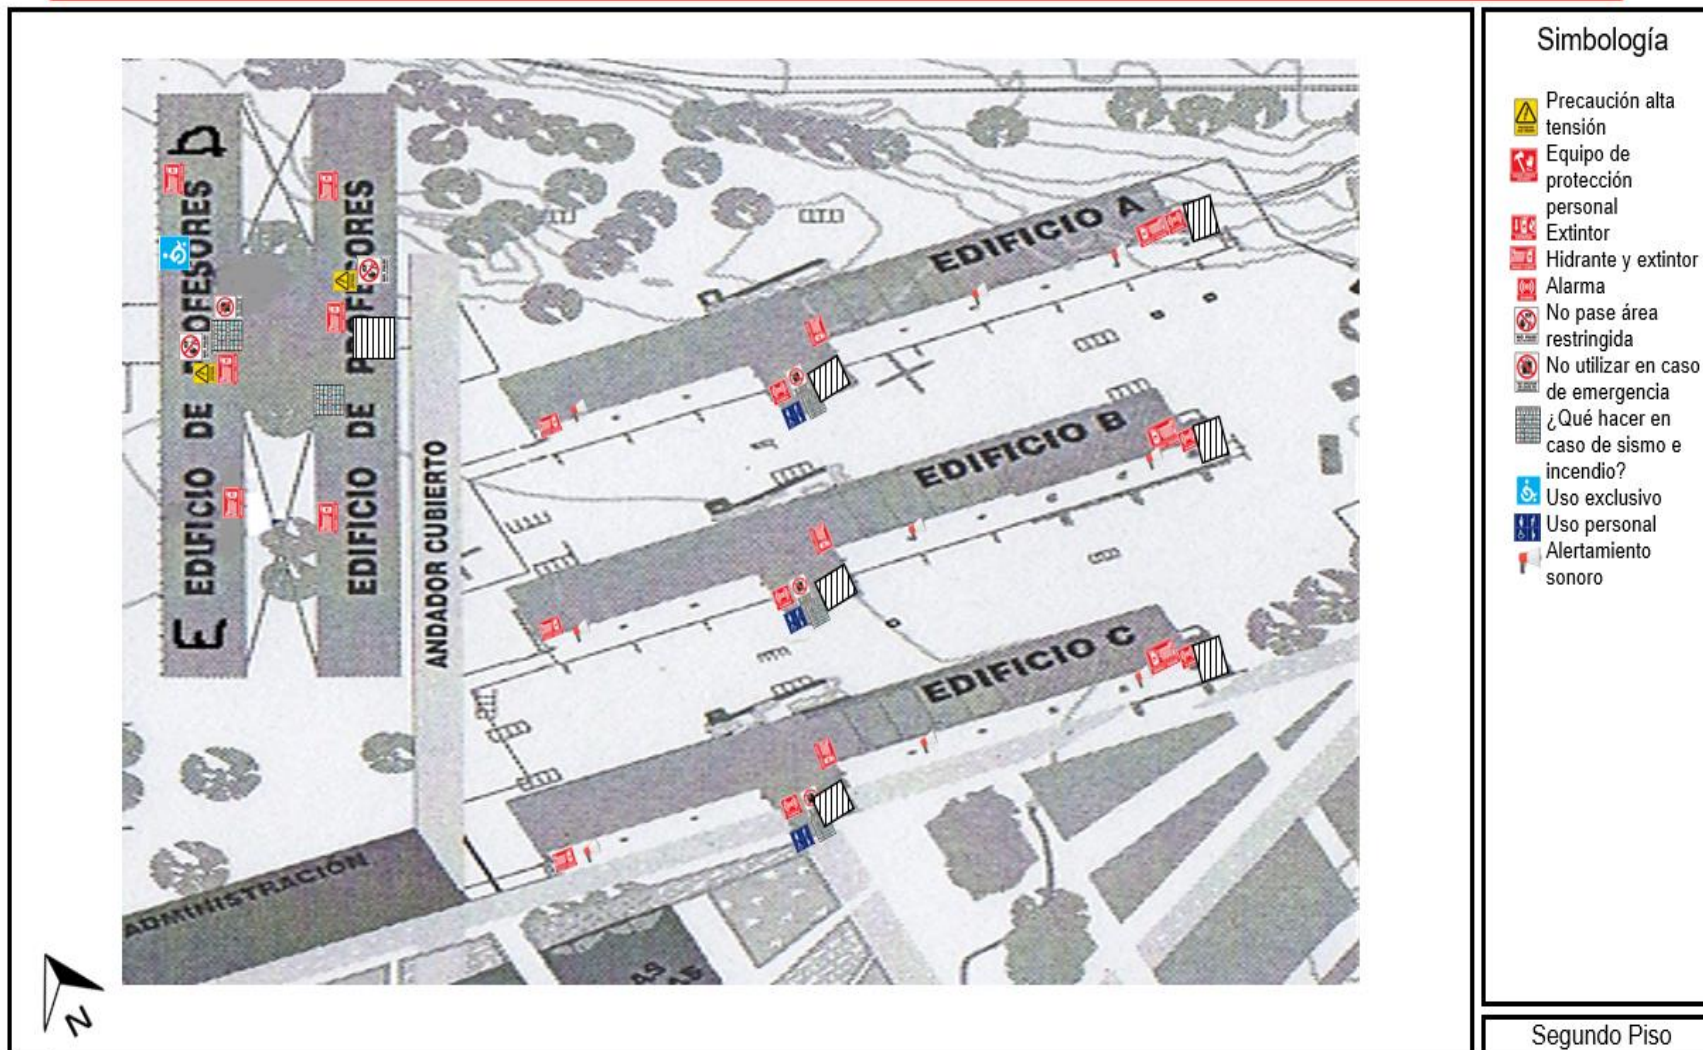 Simbología
Precaución alta
tensión
Equipo de
protección
personal
Extintor
Hidrante y extintor
Alarma
No pase área
restringida
No utilizar en caso
de emergencia
¿Qué hacer en
caso de sismo e
incendio?
Uso exclusivo
Uso personal
Alertamiento
sonoro
Segundo Piso
E EDIFICIO DE PROFESORES D
EDIFICIO DE PROFESORES
ANDADOR CUBIERTO
EDIFICIO A
EDIFICIO B
EDIFICIO C
ADMINISTRACIÓN
N